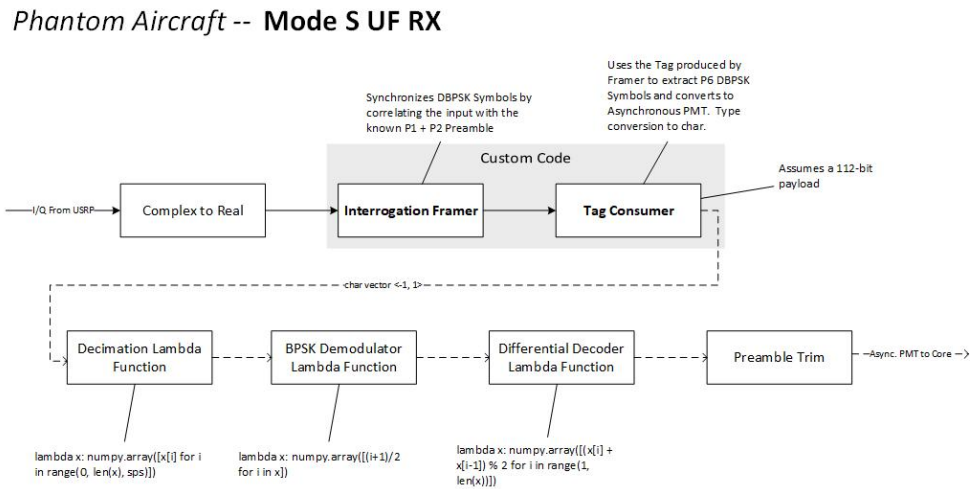 Phantom Aircraft -- Mode S UF RX
Uses the Tag produced by
Framer to extract P6 DBPSK
Symbols and converts to
Asynchronous PMT. Type
conversion to char.
Synchronizes DBPSK Symbols by
correlating the input with the
known P1 + P2 Preamble
Custom Code
Assumes a 112-bit
payload
I/Q From USRP
Complex to Real
Interrogation Framer
Tag Consumer
char vector <-1, 1>
Decimation Lambda
Function
BPSK Demodulator
Lambda Function
Differential Decoder
Lambda Function
Preamble Trim
Async. PMT to Core
lambda x: numpy.array([x[i] for i
in range(0, len(x), sps)])
lambda x: numpy.array([(i+1)/2
for i in x])
lambda x: numpy.array([(x[i] +
x[i-1]) % 2 for i in range(1,
len(x))])